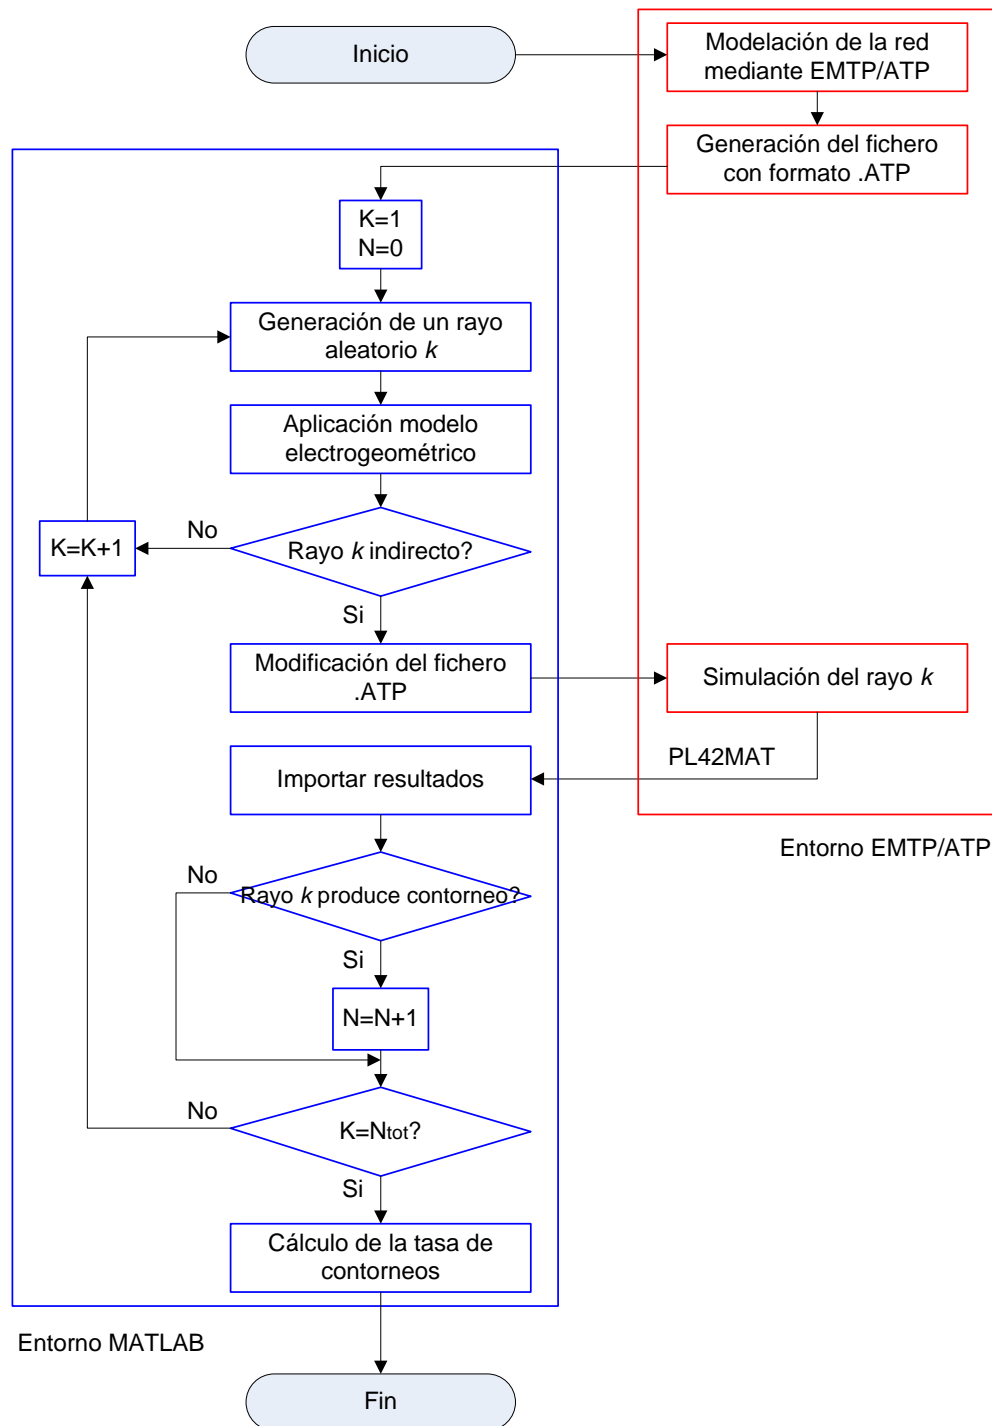 Inicio
Modelación de la red
mediante EMTP/ATP
Generación del fichero
con formato .ATP
K=1
N=0
Generación de un rayo
aleatorio k
Aplicación modelo
electrogeométrico
No
K=K+1
Rayo k indirecto?
Si
Modificación del fichero
.ATP
Simulación del rayo k
PL42MAT
Importar resultados
Entorno EMTP/ATP
No
Rayo k produce contorneo?
Si
N=N+1
No
K=Ntot?
Si
Cálculo de la tasa de
contorneos
Entorno MATLAB
Fin